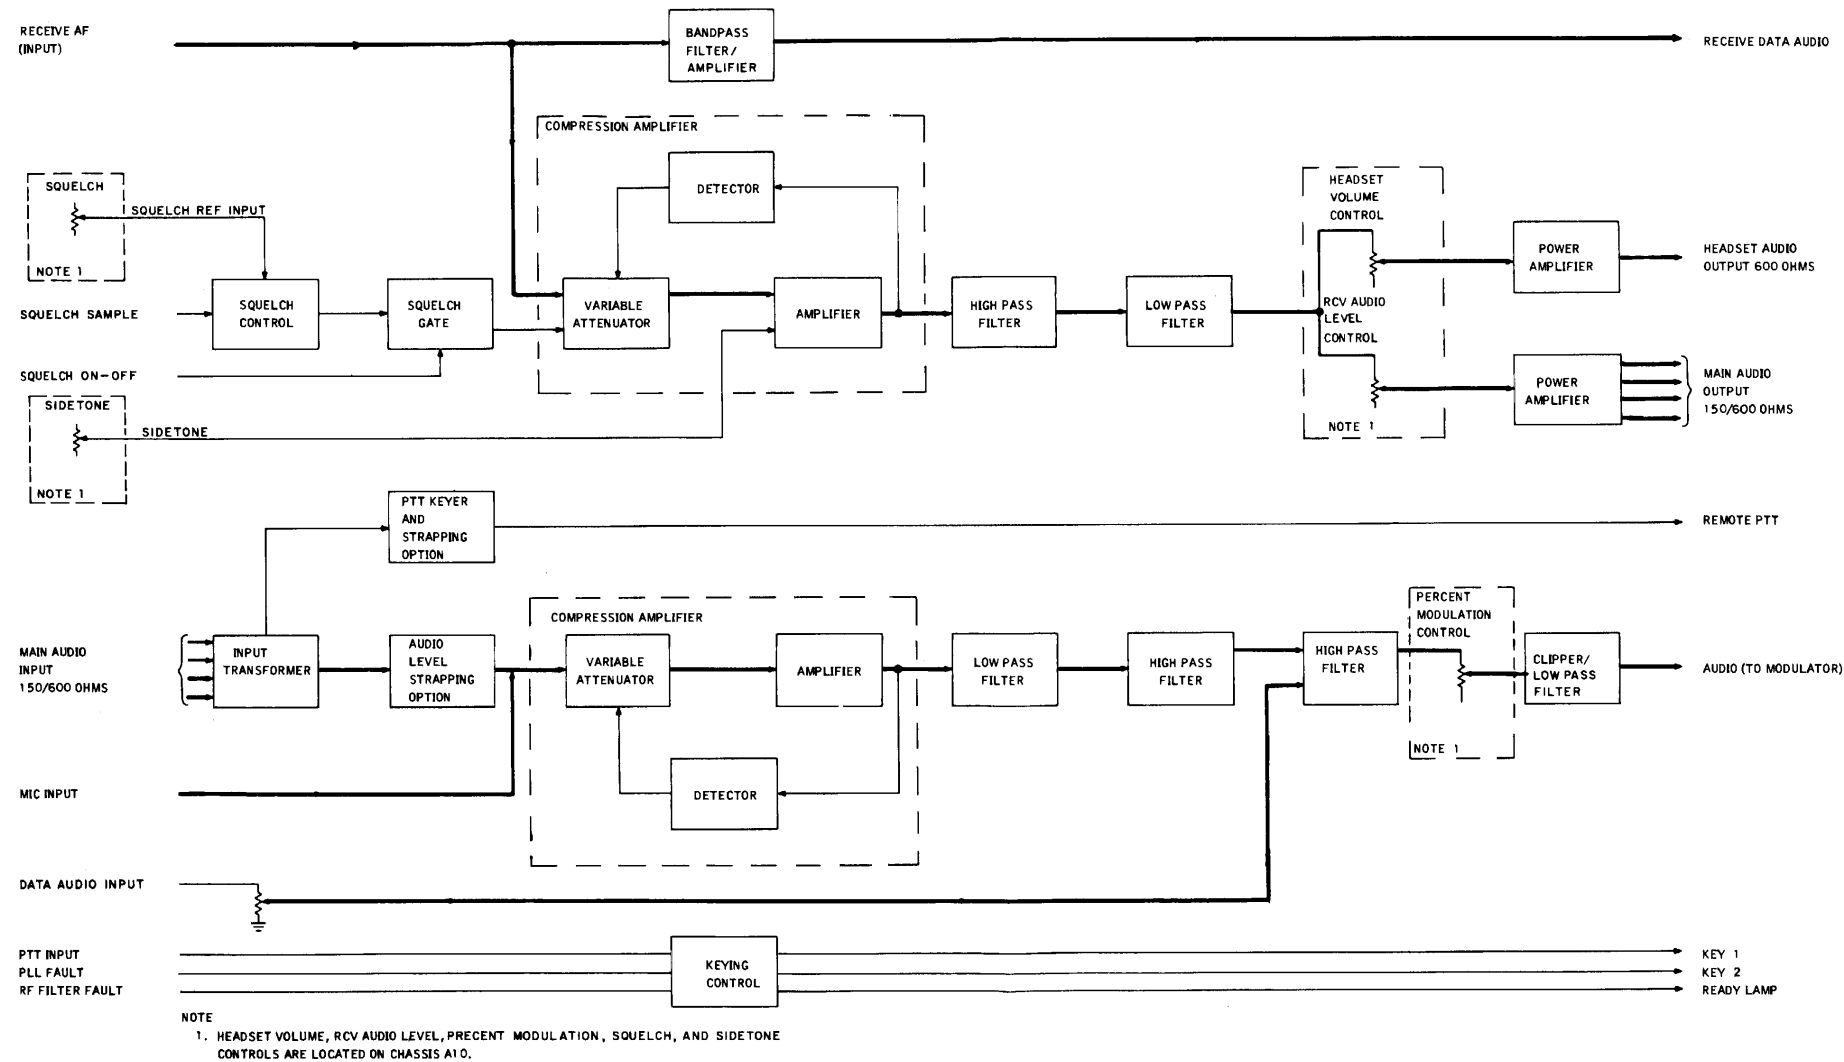 RECEIVE AF
(INPUT)
BANDPASS
FILTER/
AMPLIFIER
RECEIVE DATA AUDIO
COMPRESSION AMPLIFIER
DETECTOR
SQUELCH
SQUELCH REF INPUT
NOTE 1
SQUELCH SAMPLE
SQUELCH
CONTROL
SQUELCH
GATE
VARIABLE
ATTENUATOR
AMPLIFIER
HIGH PASS
FILTER
LOW PASS
FILTER
HEADSET
VOLUME
CONTROL
RCV AUDIO
LEVEL
CONTROL
NOTE 1
POWER
AMPLIFIER
HEADSET AUDIO
OUTPUT 600 OHMS
POWER
AMPLIFIER
MAIN AUDIO
OUTPUT
150/600 OHMS
SQUELCH ON-OFF
SIDETONE
SIDETONE
NOTE 1
PTT KEYER
AND
STRAPPING
OPTION
REMOTE PTT
MAIN AUDIO
INPUT
150/600 OHMS
INPUT
TRANSFORMER
AUDIO
LEVEL
STRAPPING
OPTION
COMPRESSION AMPLIFIER
VARIABLE
ATTENUATOR
AMPLIFIER
DETECTOR
LOW PASS
FILTER
HIGH PASS
FILTER
HIGH PASS
FILTER
PERCENT
MODULATION
CONTROL
NOTE 1
CLIPPER/
LOW PASS
FILTER
AUDIO (TO MODULATOR)
MIC INPUT
DATA AUDIO INPUT
PTT INPUT
PLL FAULT
RF FILTER FAULT
KEYING
CONTROL
KEY 1
KEY 2
READY LAMP
NOTE
1. HEADSET VOLUME, RCV AUDIO LEVEL, PRECENT MODULATION, SQUELCH, AND SIDETONE
CONTROLS ARE LOCATED ON CHASSIS A10.